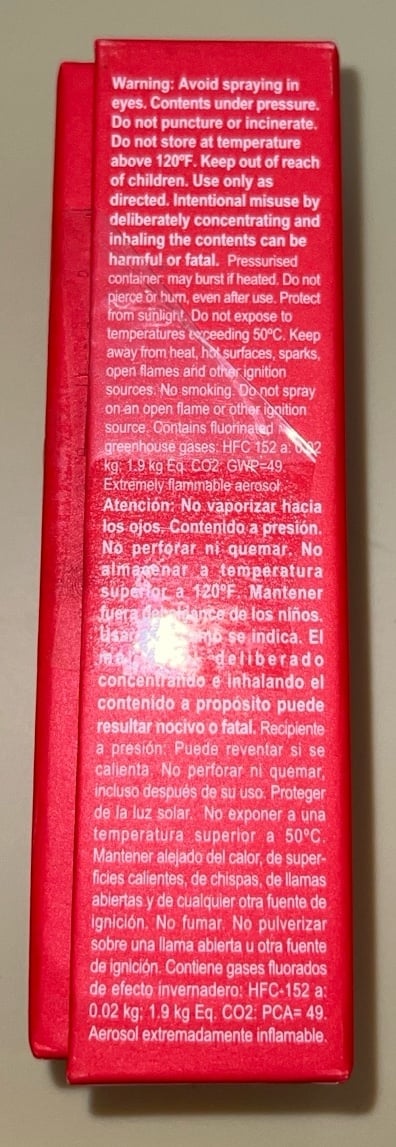 Warning: Avoid spraying in
eyes. Contents under pressure.
Do not puncture or incinerate.
Do not store at temperature
above 120ºF. Keep out of reach
of children. Use only as
directed. Intentional misuse by
deliberately concentrating and
inhaling the contents can be
harmful or fatal. Pressurised
container: may burst if heated. Do not
pierce or burn, even after use. Protect
from sunlight. Do not expose to
temperatures exceeding 50ºC. Keep
away from heat, hot surfaces, sparks,
open flames and other ignition
sources. No smoking. Do not spray
on an open flame or other ignition
source. Contains fluorinated
greenhouse gases: HFC 152 a: 0.02
kg; 1.9 kg Eq. CO2; GWP=49.
Extremely flammable aerosol.
Atención: No vaporizar hacia
los ojos. Contenido a presión.
No perforar ni quemar. No
almacenar a temperatura
superior a 120ºF. Mantener
fuera de los niños.
se indica. El
deliberado
concentrando e inhalando el
contenido a propósito puede
resultar nocivo o fatal. Recipiente
a presión: Puede reventar si se
calienta. No perforar ni quemar,
incluso después de su uso. Proteger
de la luz solar. No exponer a una
temperatura superior a 50ºC.
Mantener alejado del calor, de super-
ficies calientes, de chispas, de llamas
abiertas y de cualquier otra fuente de
ignición. No fumar. No pulverizar
sobre una llama abierta u otra fuente
de ignición. Contiene gases fluorados
de efecto invernadero: HFC-152 a:
0.02 kg; 1.9 kg Eq. CO2: PCA= 49.
Aerosol extremadamente inflamable.